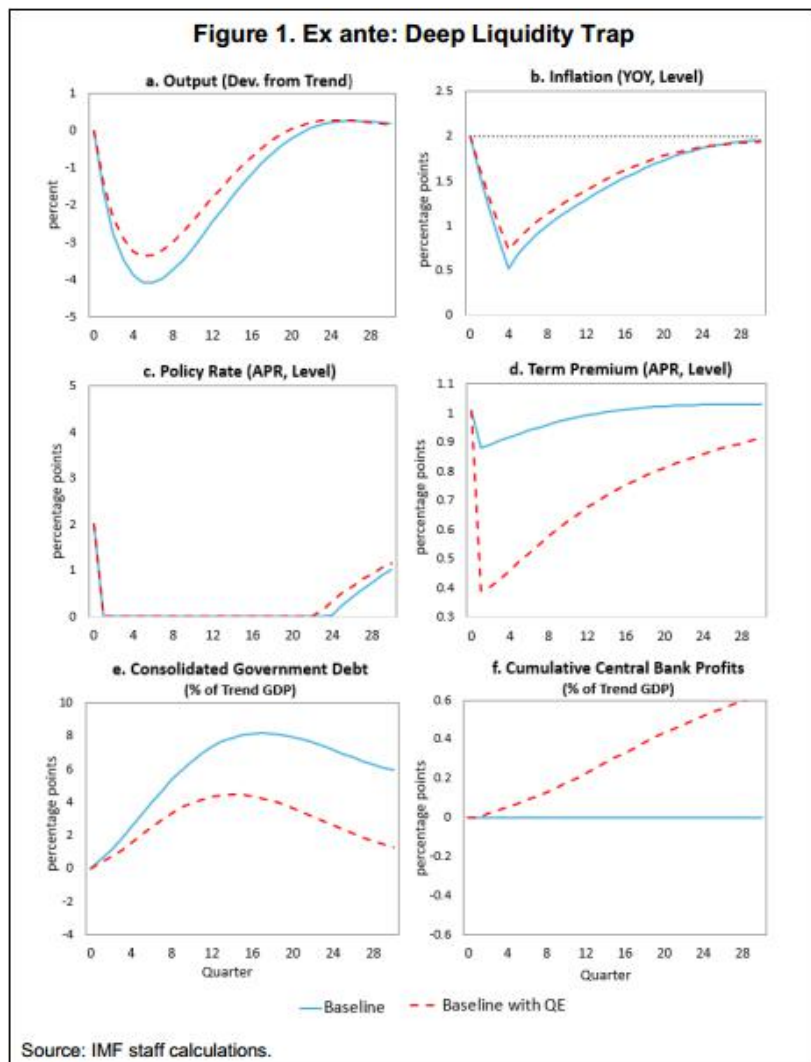 Figure 1. Ex ante: Deep Liquidity Trap
a. Output (Dev. from Trend)
1
0
-1
-2
-3
-4
-5
percent
0 4 8 12 16 20 24 28
b. Inflation (YOY, Level)
2.5
2
1.5
1
0.5
0
percentage points
0 4 8 12 16 20 24 28
c. Policy Rate (APR, Level)
5
4
3
2
1
0
percentage points
0 4 8 12 16 20 24 28
d. Term Premium (APR, Level)
1.1
1
0.9
0.8
0.7
0.6
0.5
0.4
0.3
percentage points
0 4 8 12 16 20 24 28
e. Consolidated Government Debt
(% of Trend GDP)
10
8
6
4
2
0
-2
-4
percentage points
0 4 8 12 16 20 24 28
Quarter
f. Cumulative Central Bank Profits
(% of Trend GDP)
0.6
0.4
0.2
0
-0.2
-0.4
-0.6
percentage points
0 4 8 12 16 20 24 28
Quarter
Baseline
Baseline with QE
Source: IMF staff calculations.